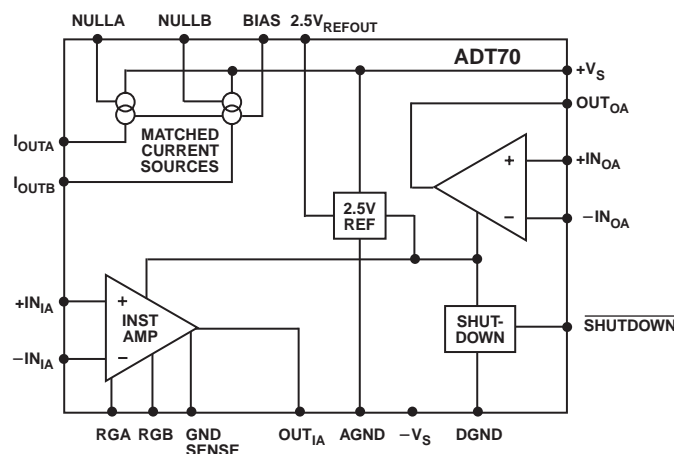 NULLA NULLB BIAS 2.5VREFOUT
ADT70
+VS
OUTOA
IOUTA
MATCHED
CURRENT
SOURCES
+INOA
IOUTB
2.5V
REF
–INOA
+
–
+INIA
+
INST
AMP
–
SHUT-
DOWN
SHUTDOWN
–INIA
RGA RGB GND
SENSE
OUTIA AGND –VS DGND